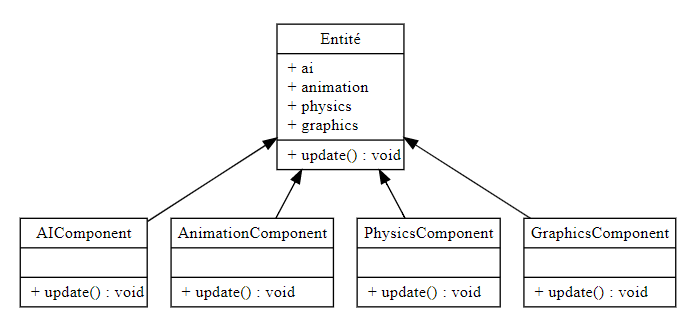 Entité
+ ai
+ animation
+ physics
+ graphics
+ update() : void
AIComponent
+ update() : void
AnimationComponent
+ update() : void
PhysicsComponent
+ update() : void
GraphicsComponent
+ update() : void